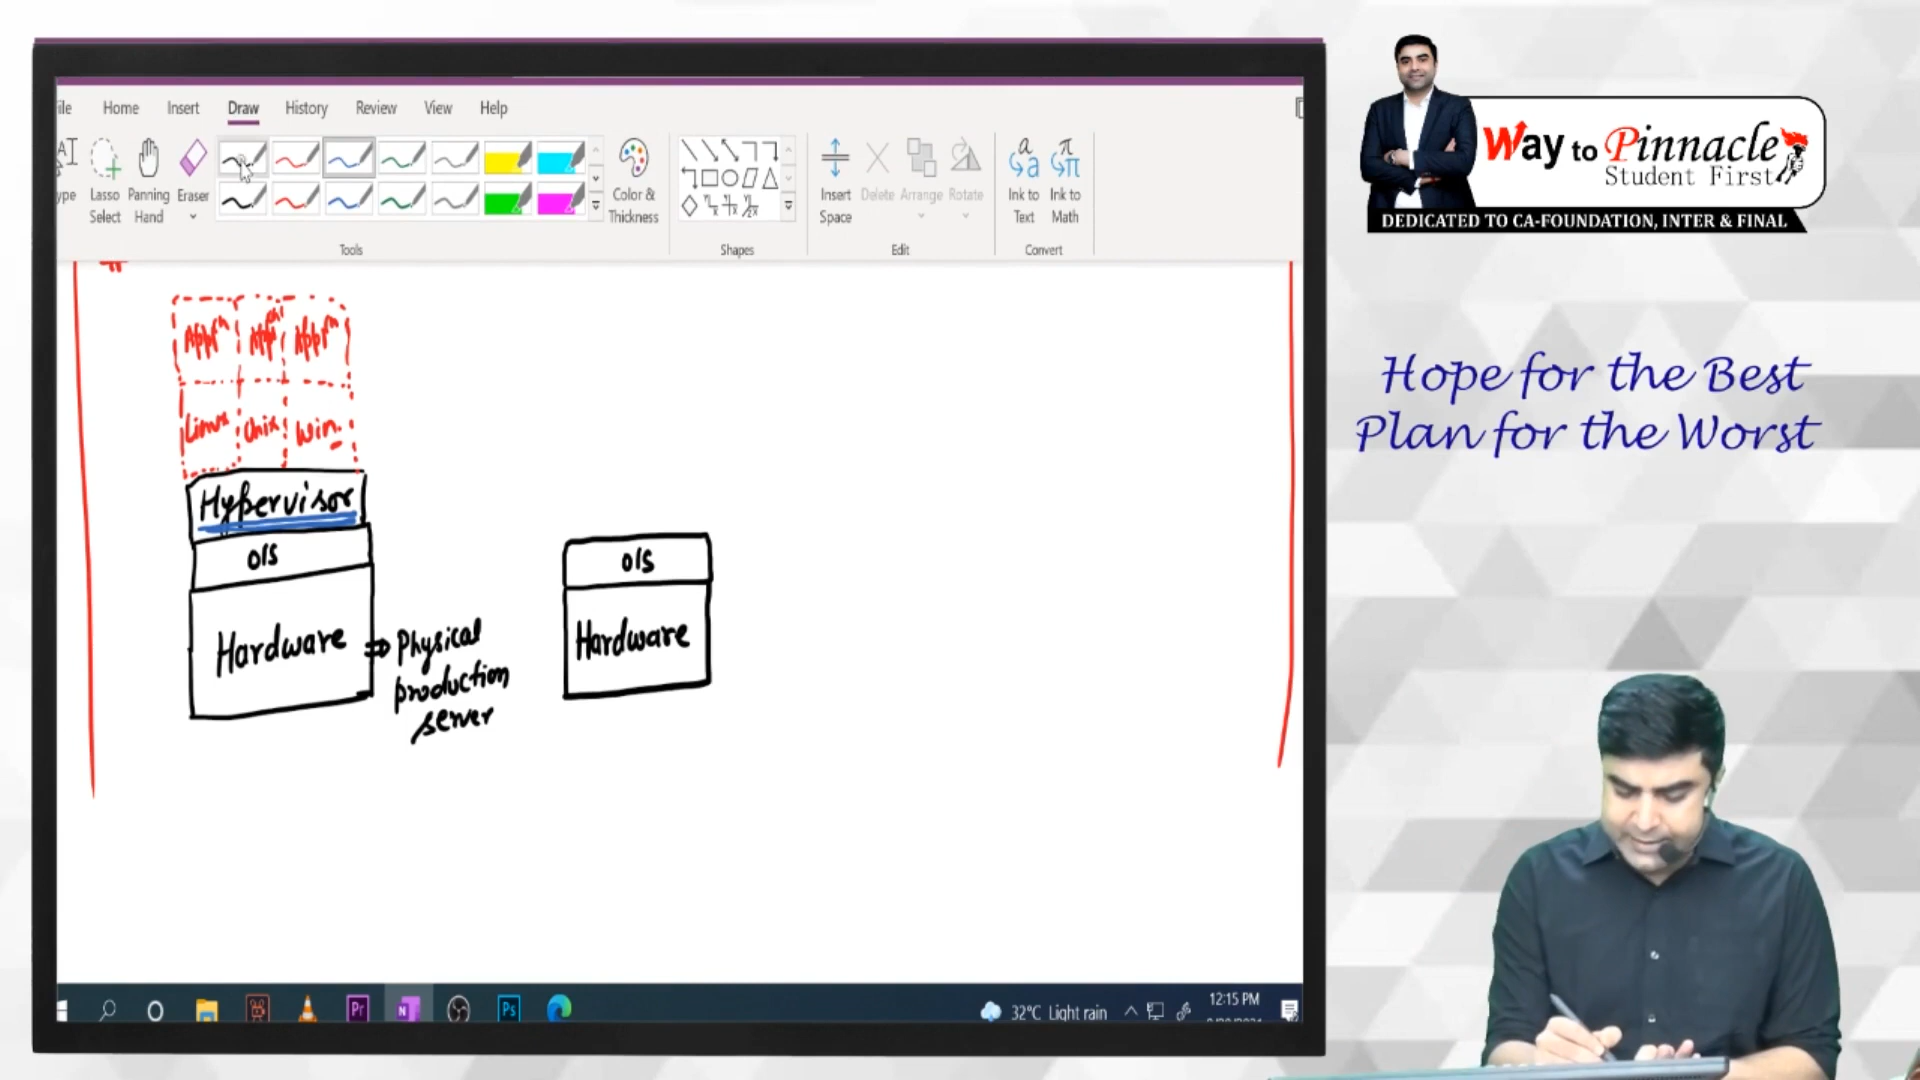 ile Home Insert Draw History Review View Help
ype
Lasso Select
Panning Hand
Eraser
Color & Thickness
Insert Space
Delete
Arrange
Rotate
Ink to Text
Ink to Math
Tools Shapes Edit Convert
Way to Pinnacle
Student First
DEDICATED TO CA-FOUNDATION, INTER & FINAL
Hope for the Best
Plan for the Worst
Appn Appn Appn
Linux Unix Win.
Hypervisor
O/S
Hardware ⇒ Physical
production
server
O/S
Hardware
32°C Light rain
12:15 PM